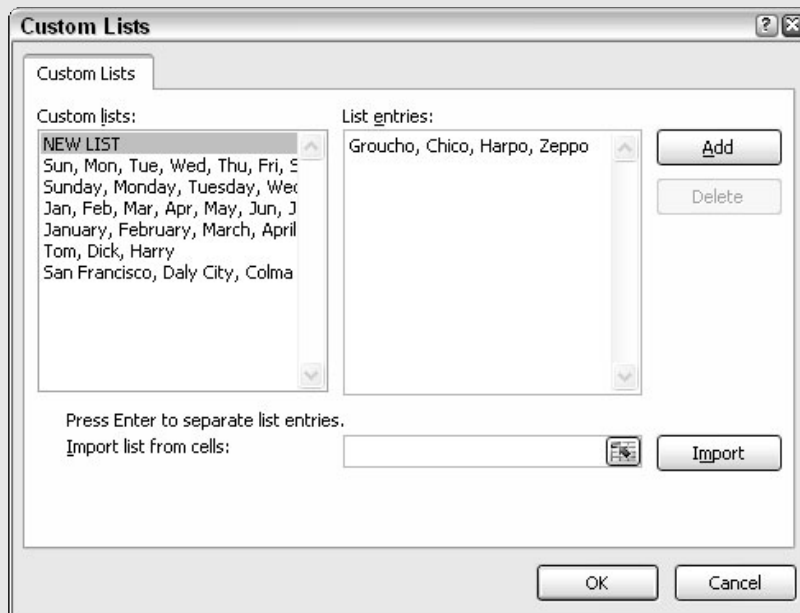 Custom Lists
Custom Lists
Custom lists:
NEW LIST
Sun, Mon, Tue, Wed, Thu, Fri, S
Sunday, Monday, Tuesday, Wed
Jan, Feb, Mar, Apr, May, Jun, J
January, February, March, April
Tom, Dick, Harry
San Francisco, Daly City, Colma
List entries:
Groucho, Chico, Harpo, Zeppo
Add
Delete
Press Enter to separate list entries.
Import list from cells:
Import
OK
Cancel